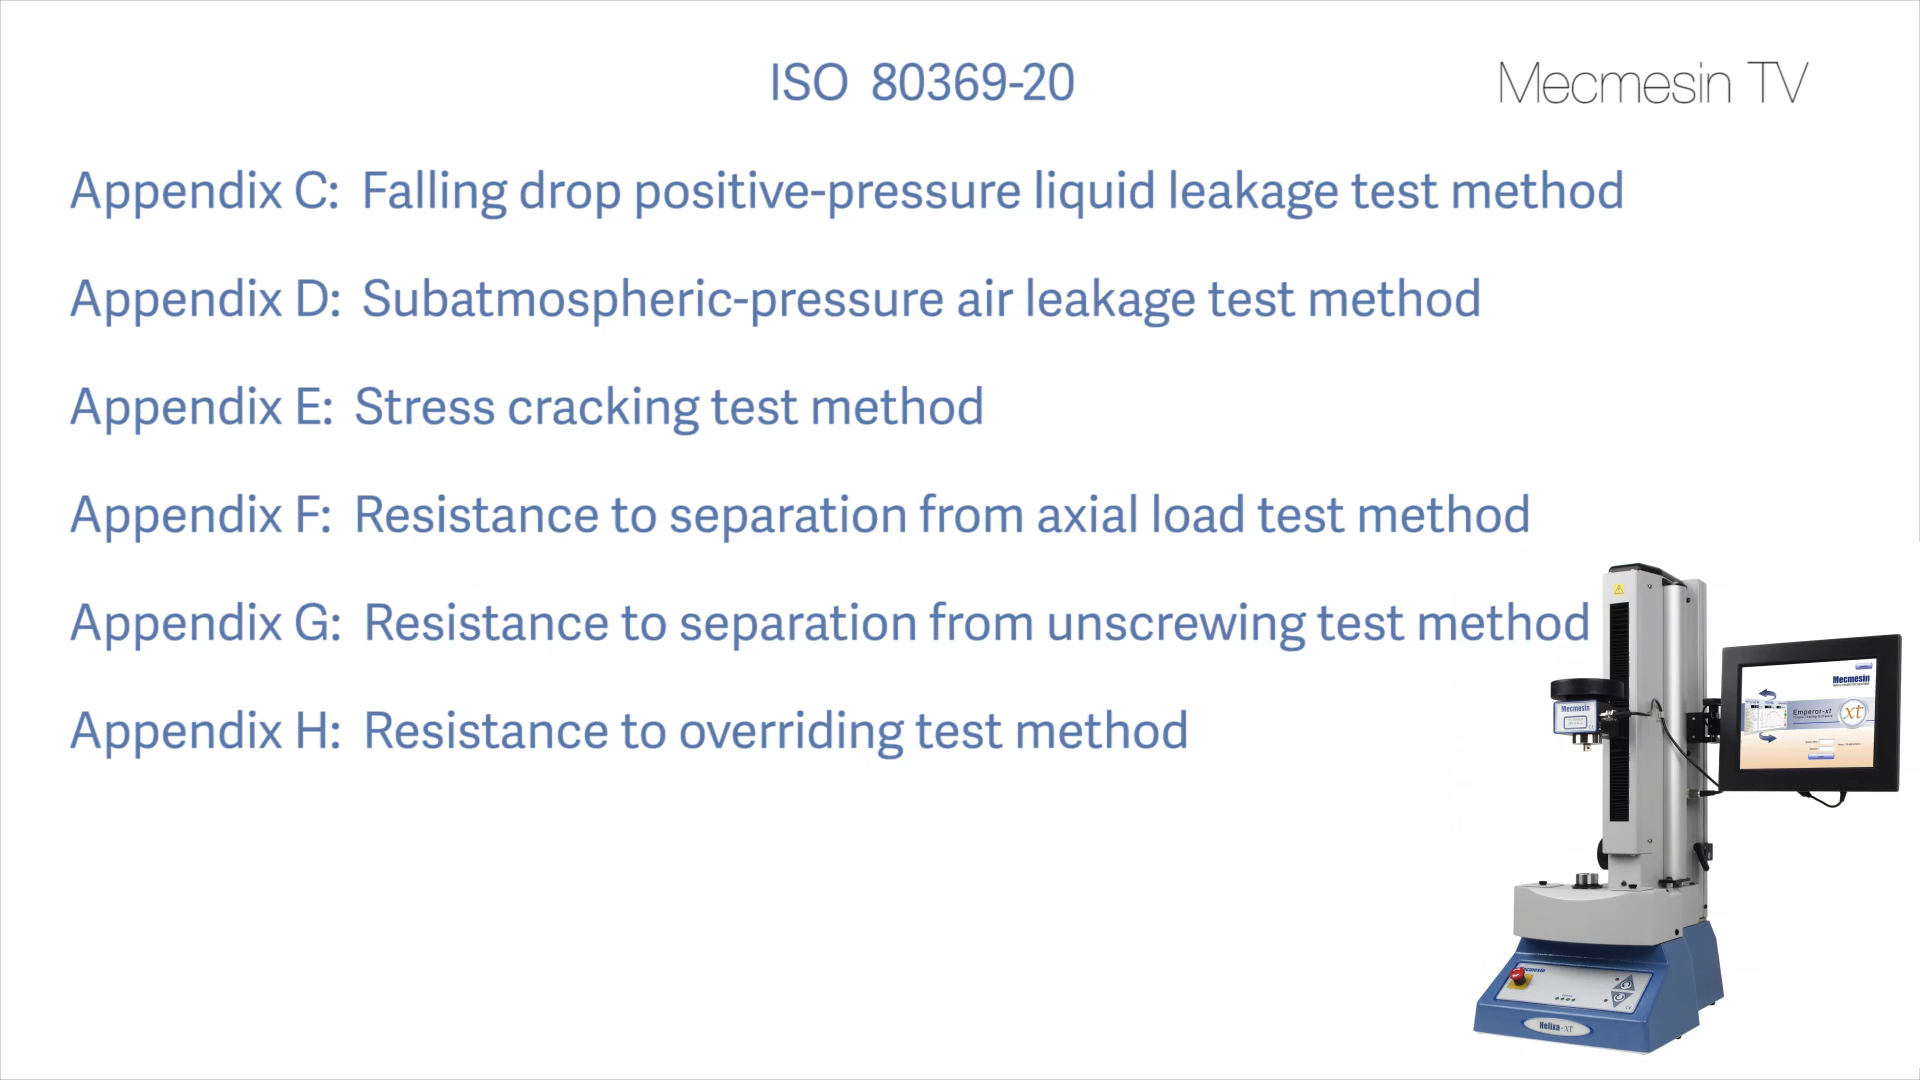 ISO 80369-20
Mecmesin TV
Appendix C: Falling drop positive-pressure liquid leakage test method
Appendix D: Subatmospheric-pressure air leakage test method
Appendix E: Stress cracking test method
Appendix F: Resistance to separation from axial load test method
Appendix G: Resistance to separation from unscrewing test method
Appendix H: Resistance to overriding test method
Mecmesin
Mecmesin
Emperor-xt
xt
Mecmesin
Helixa-xt